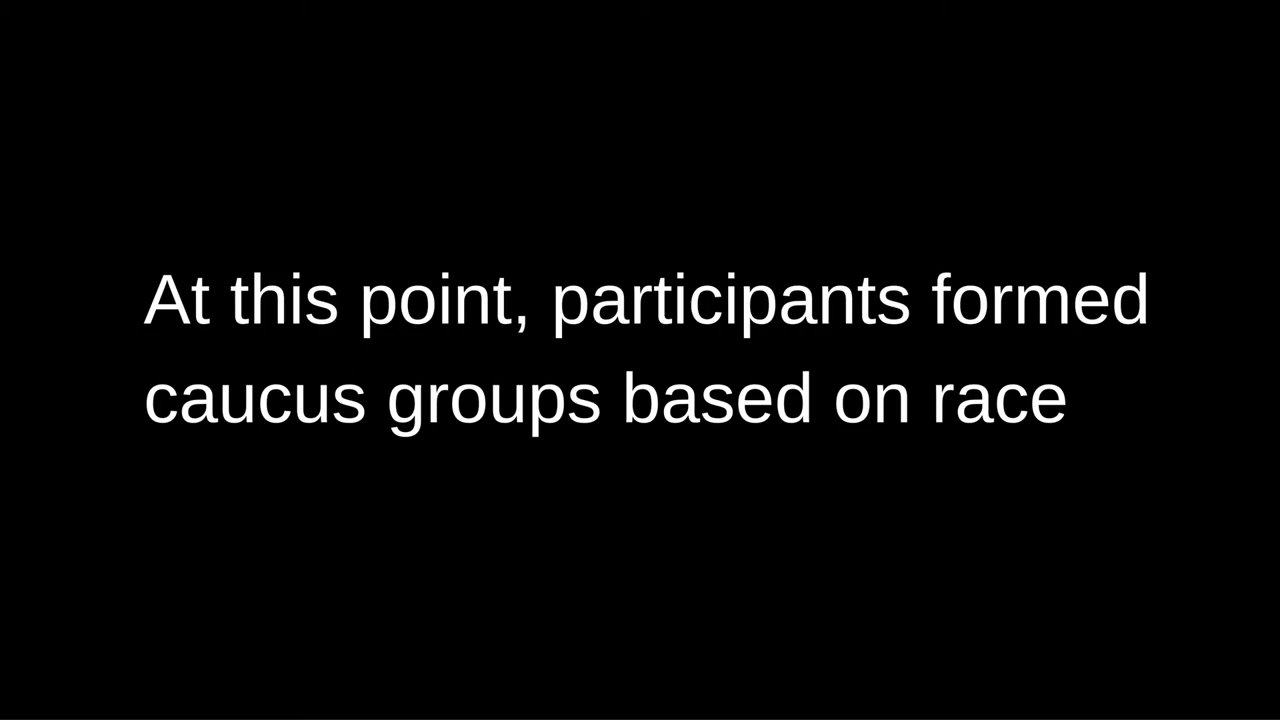 At this point, participants formed
caucus groups based on race